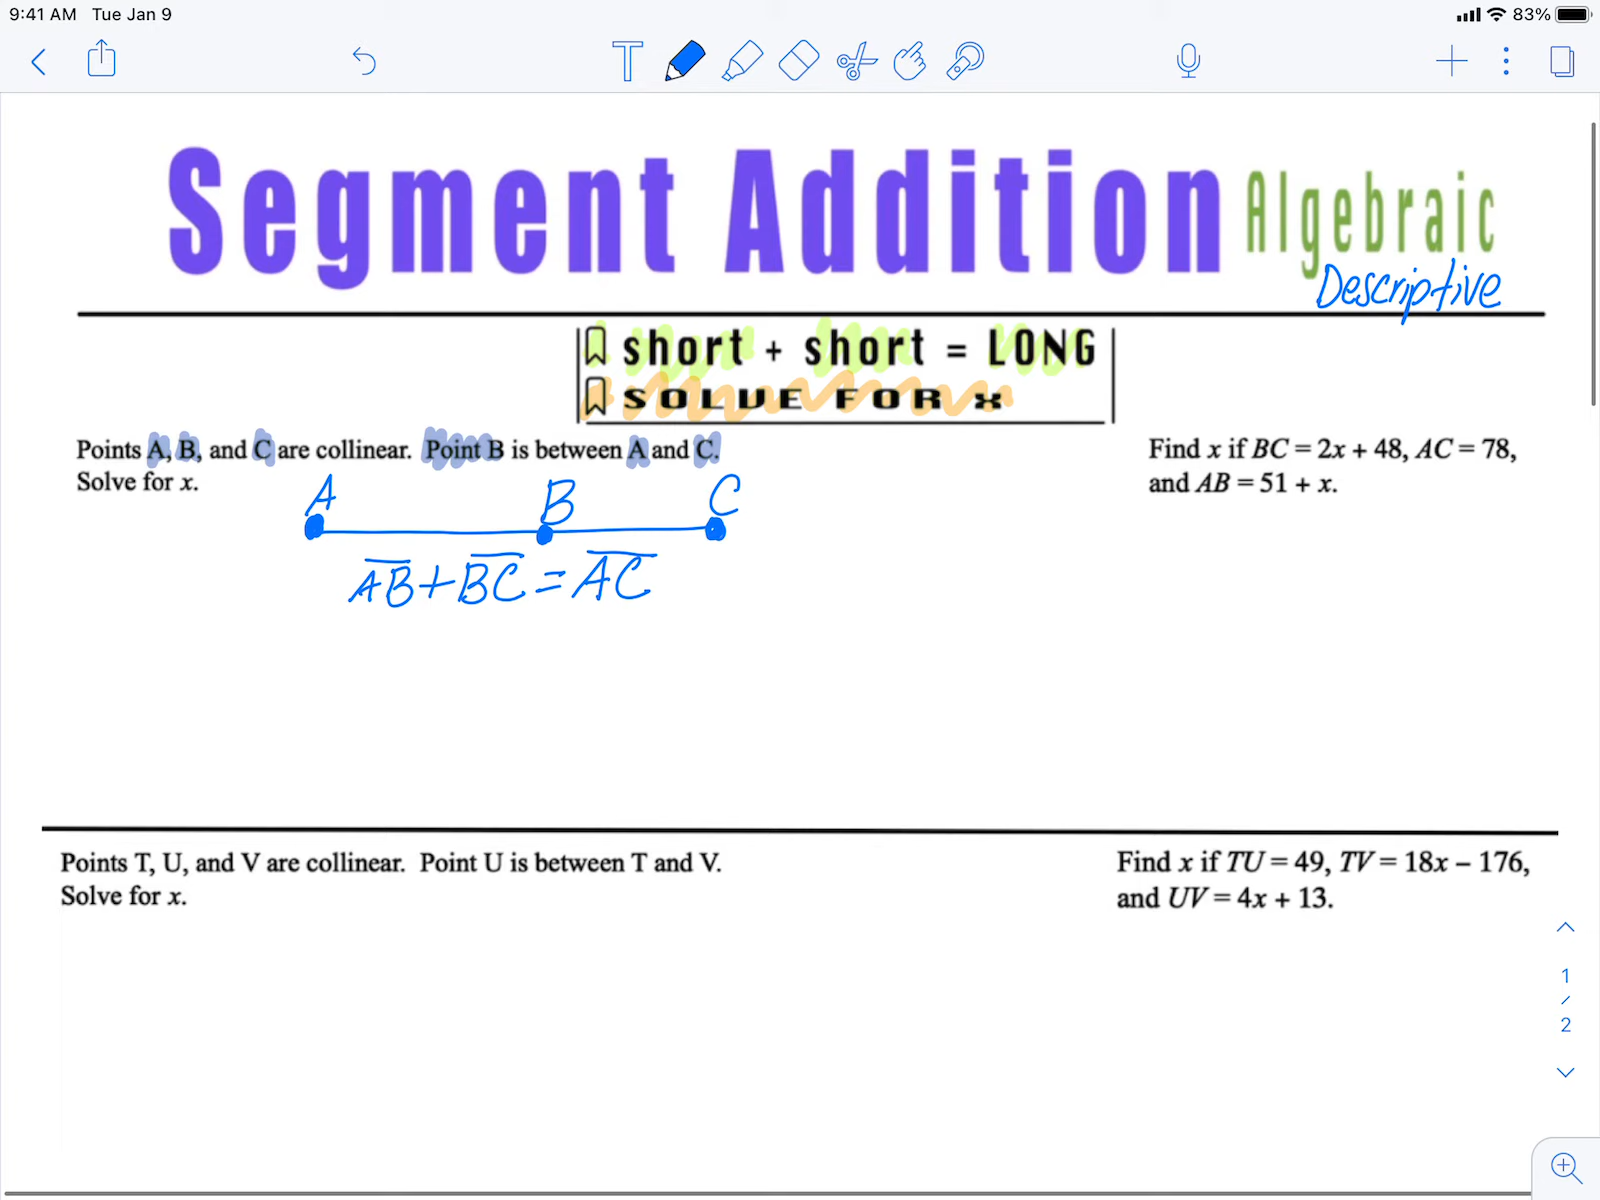 9:41 AM Tue Jan 9 83%
Segment Addition Algebraic
Descriptive
short + short = LONG
SOLVE FOR x
Points A, B, and C are collinear. Point B is between A and C.
Solve for x.
Find x if BC = 2x + 48, AC = 78,
and AB = 51 + x.
A B C
A̅B̅ + B̅C̅ = A̅C̅
Points T, U, and V are collinear. Point U is between T and V.
Solve for x.
Find x if TU = 49, TV = 18x – 176,
and UV = 4x + 13.
1
/
2